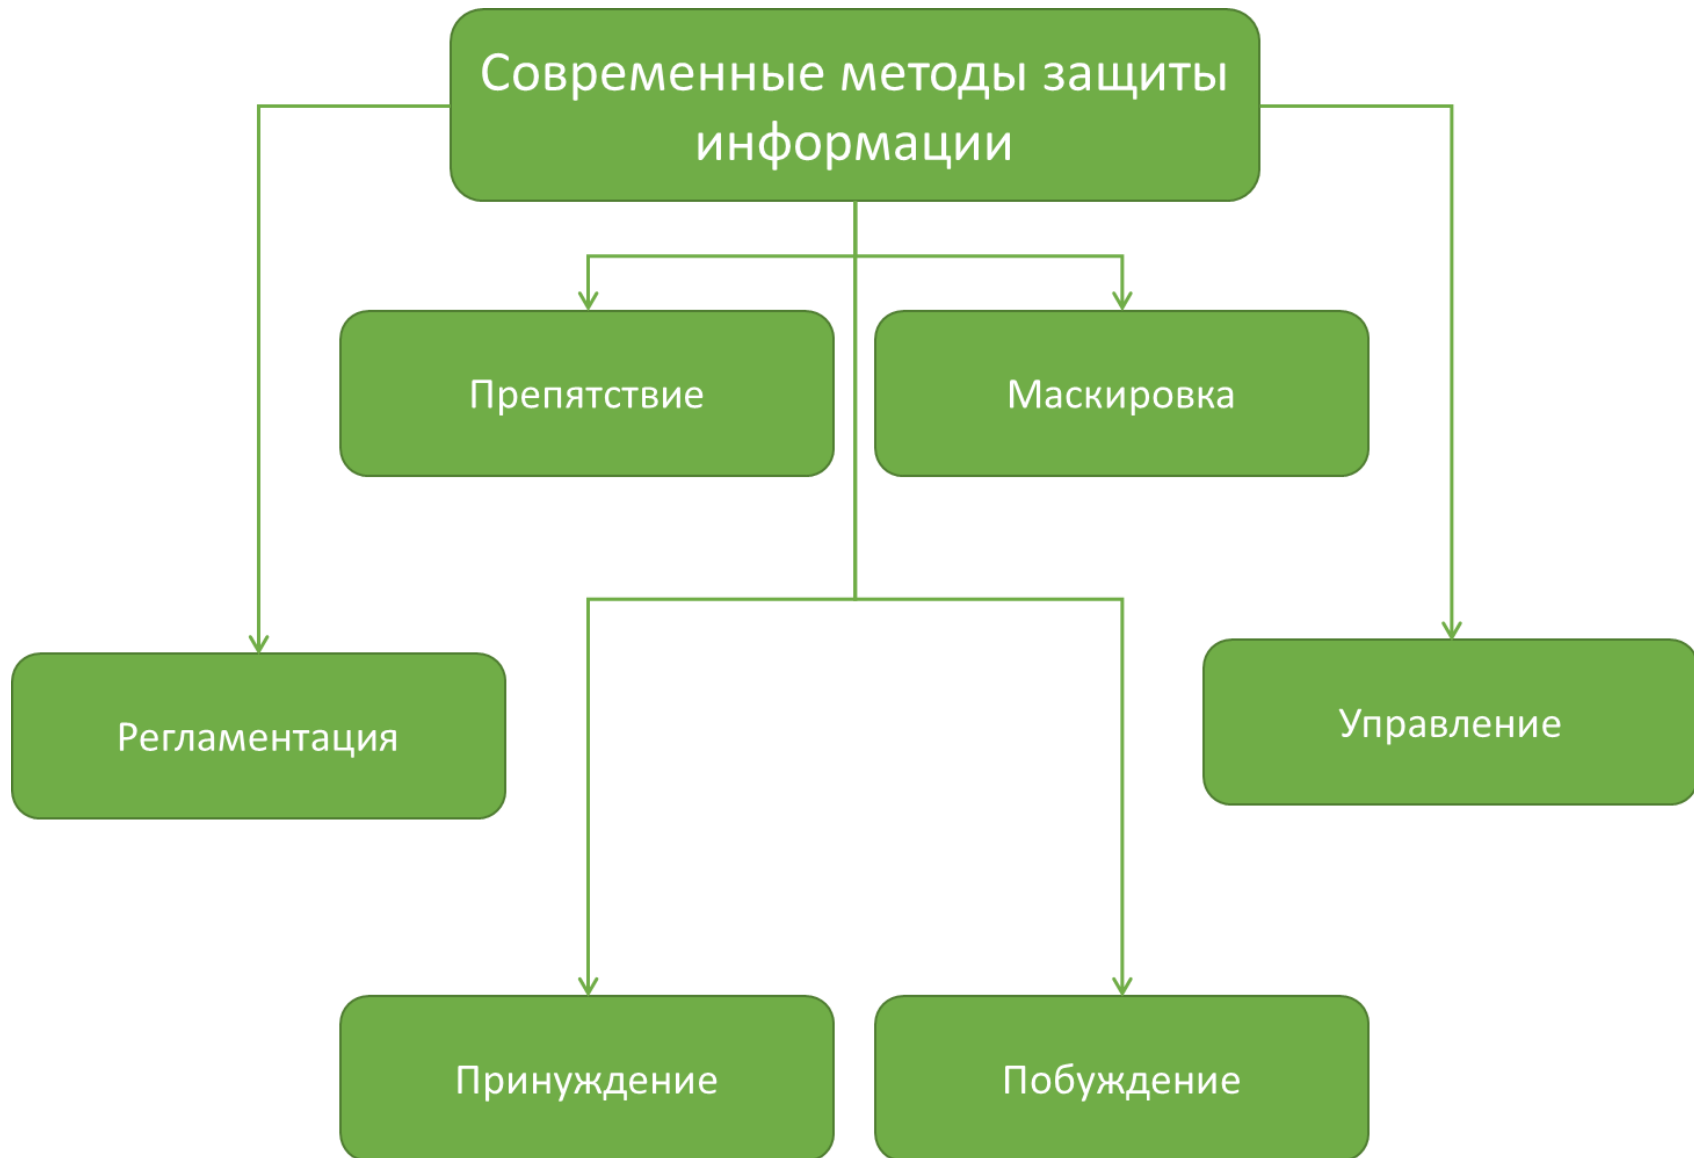 Современные методы защиты
информации
Препятствие
Маскировка
Регламентация
Управление
Принуждение
Побуждение